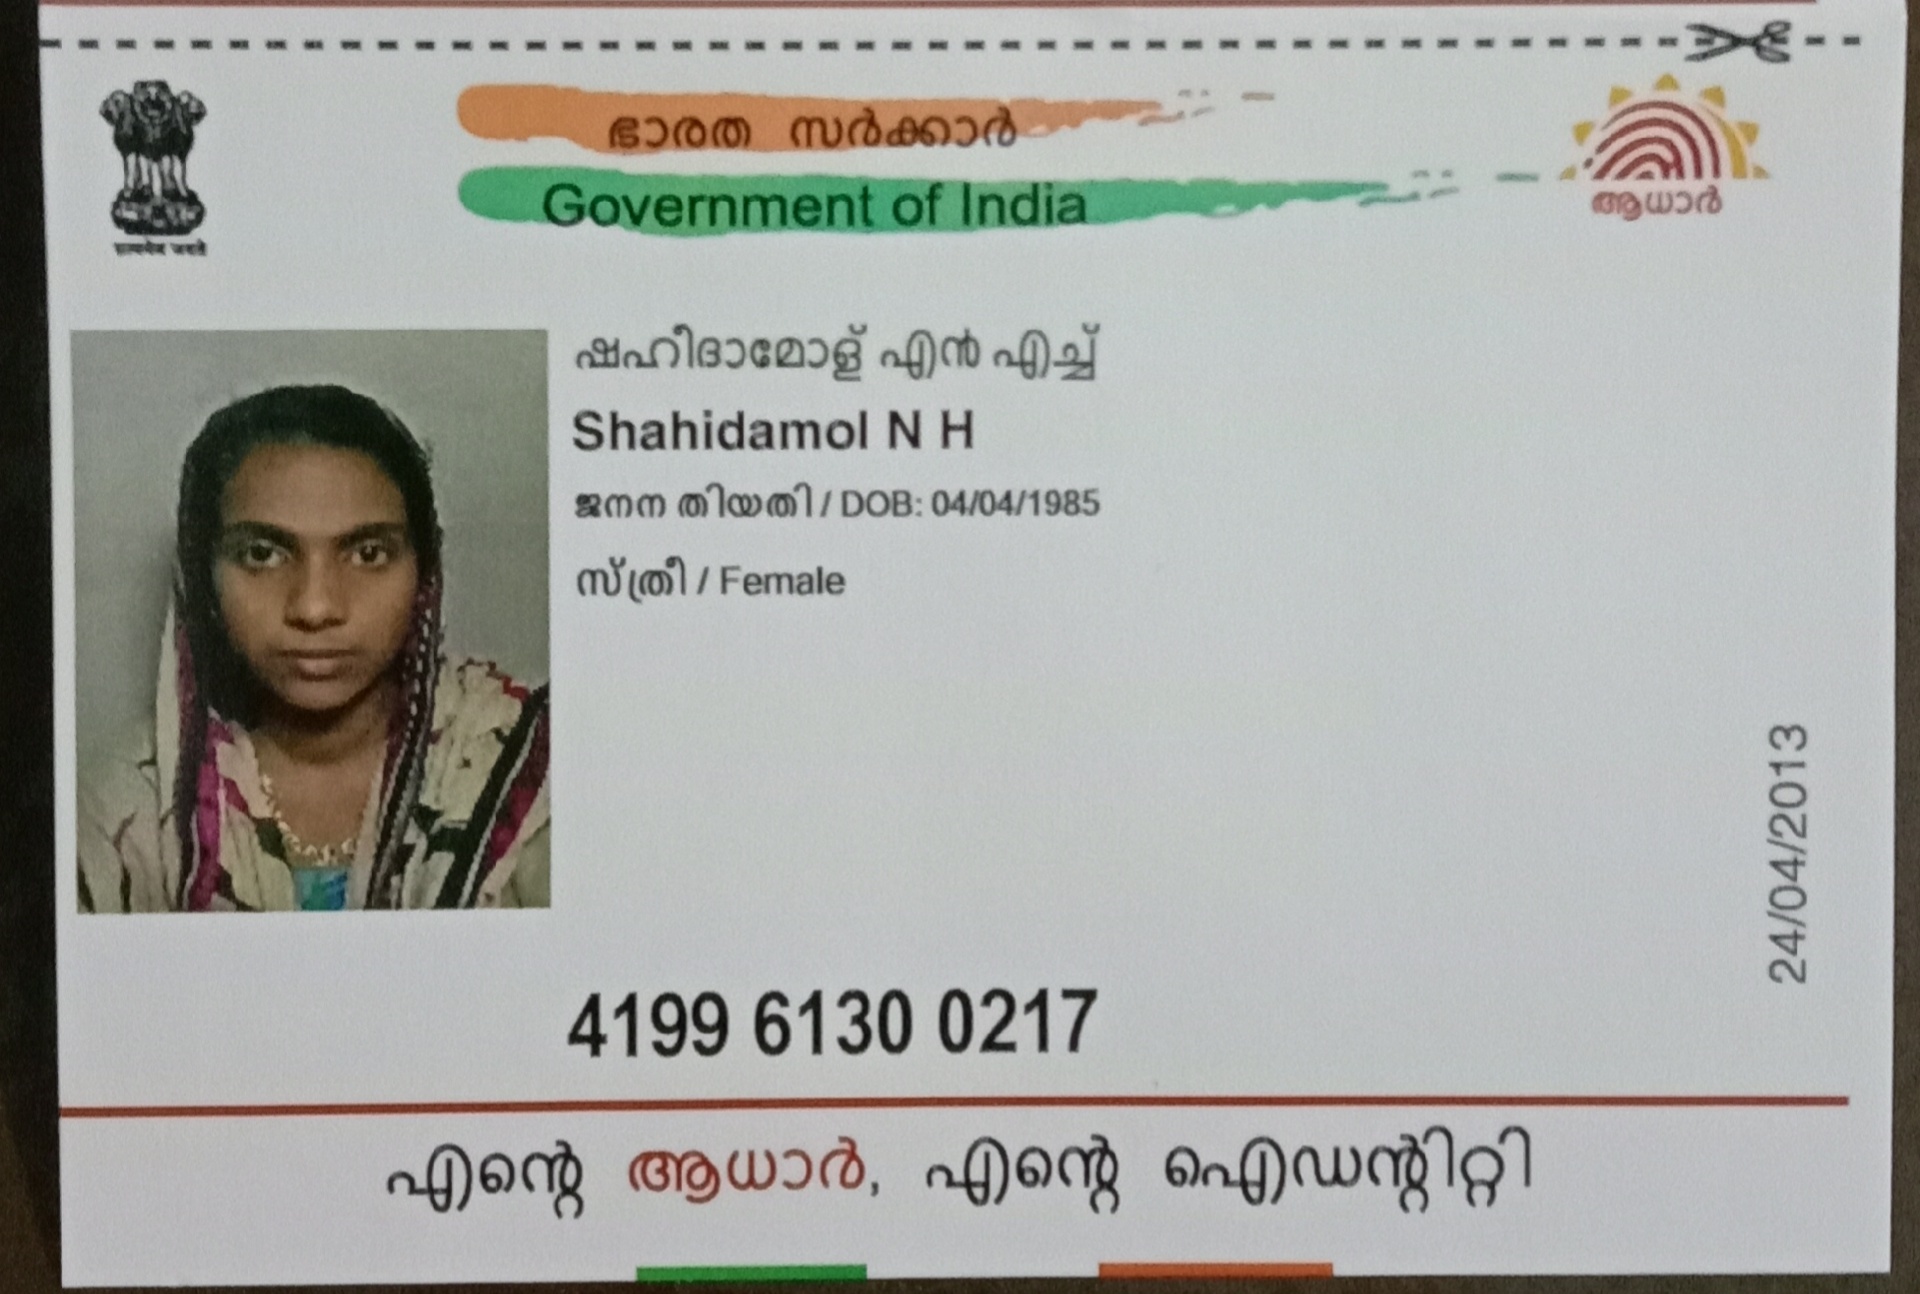 ഭാരത സർക്കാർ
Government of India
सत्यमेव जयते
ആധാർ
ഷഹീദാമോള് എൻ എച്ച്
Shahidamol N H
ജനന തിയതി / DOB: 04/04/1985
സ്ത്രീ / Female
24/04/2013
4199 6130 0217
എന്റെ ആധാർ, എന്റെ ഐഡന്റിറ്റി